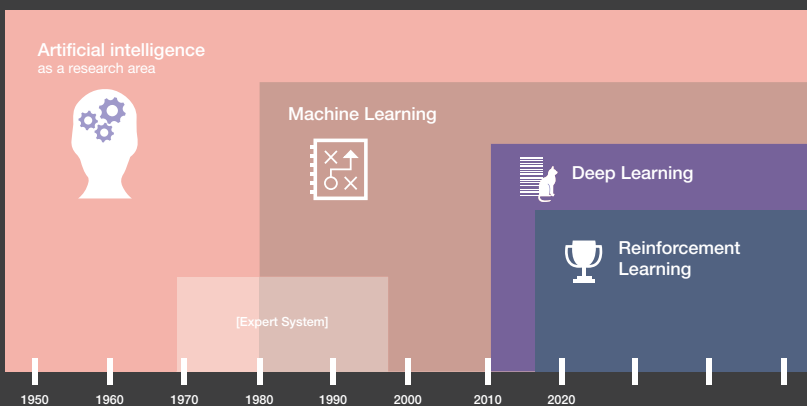 Artificial intelligence
as a research area
Machine Learning
Deep Learning
Reinforcement
Learning
[Expert System]
1950 1960 1970 1980 1990 2000 2010 2020